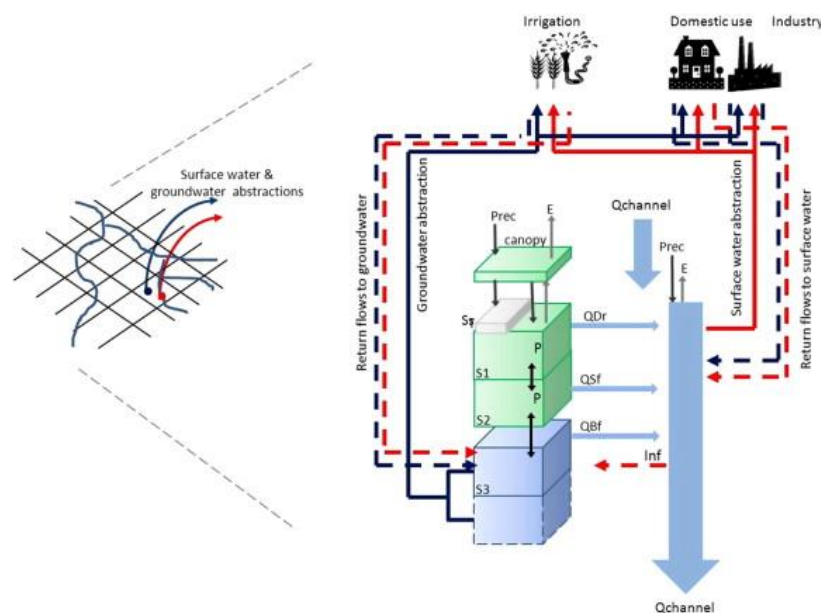 Irrigation
Domestic use
Industry
Surface water &
groundwater abstractions
Return flows to groundwater
Groundwater abstraction
Surface water abstraction
Return flows to surface water
Qchannel
Prec
E
canopy
Prec
E
Ss
QDr
P
S1
QSf
P
S2
QBf
Inf
S3
Qchannel